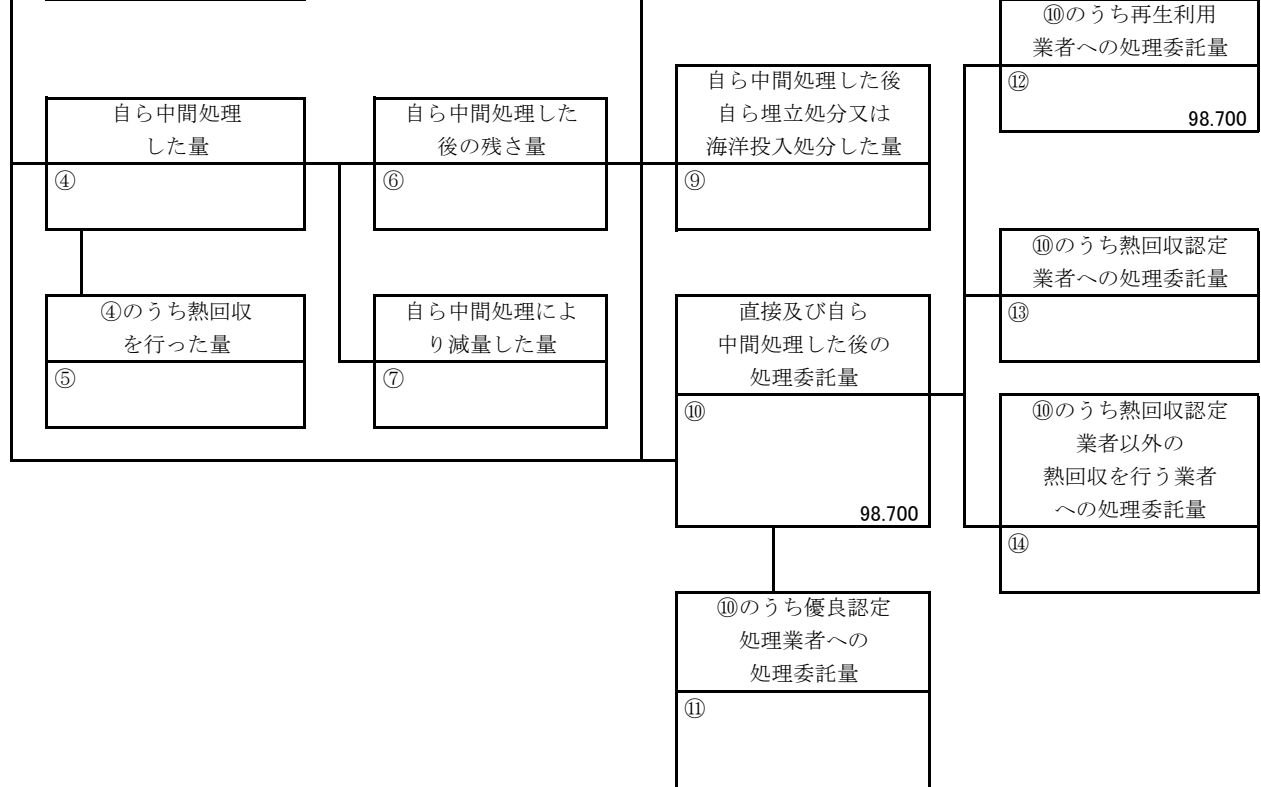 ⑩のうち再生利用
業者への処理委託量
⑫
98.700
自ら中間処理
した量
④
自ら中間処理した
後の残さ量
⑥
自ら中間処理した後
自ら埋立処分又は
海洋投入処分した量
⑨
⑩のうち熱回収認定
業者への処理委託量
⑬
④のうち熱回収
を行った量
⑤
自ら中間処理によ
り減量した量
⑦
直接及び自ら
中間処理した後の
処理委託量
⑩
98.700
⑩のうち熱回収認定
業者以外の
熱回収を行う業者
への処理委託量
⑭
⑩のうち優良認定
処理業者への
処理委託量
⑪